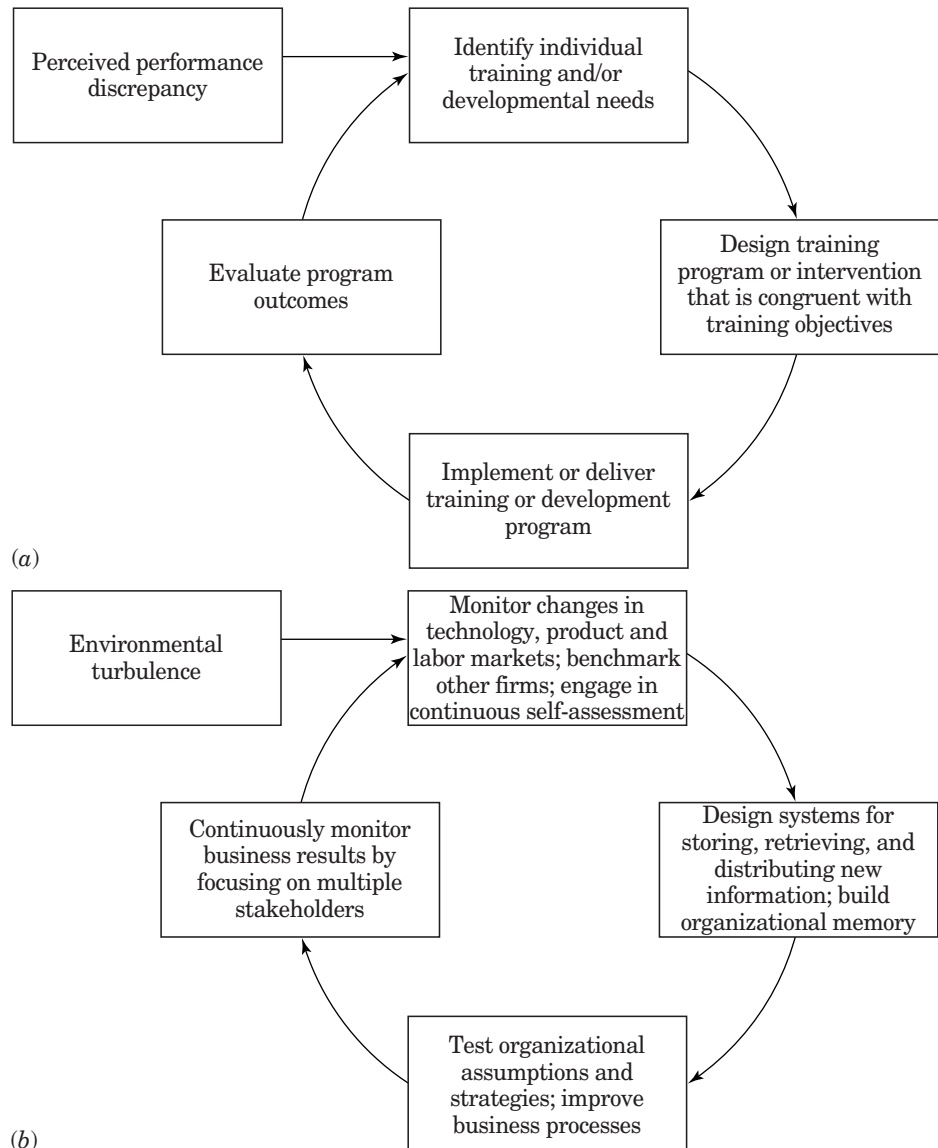 Perceived performance
discrepancy
Identify individual
training and/or
developmental needs
Evaluate program
outcomes
Design training
program or intervention
that is congruent with
training objectives
Implement or deliver
training or development
program
(a)
Environmental
turbulence
Monitor changes in
technology, product and
labor markets; benchmark
other firms; engage in
continuous self-assessment
Continuously monitor
business results by
focusing on multiple
stakeholders
Design systems for
storing, retrieving, and
distributing new
information; build
organizational memory
Test organizational
assumptions and
strategies; improve
business processes
(b)